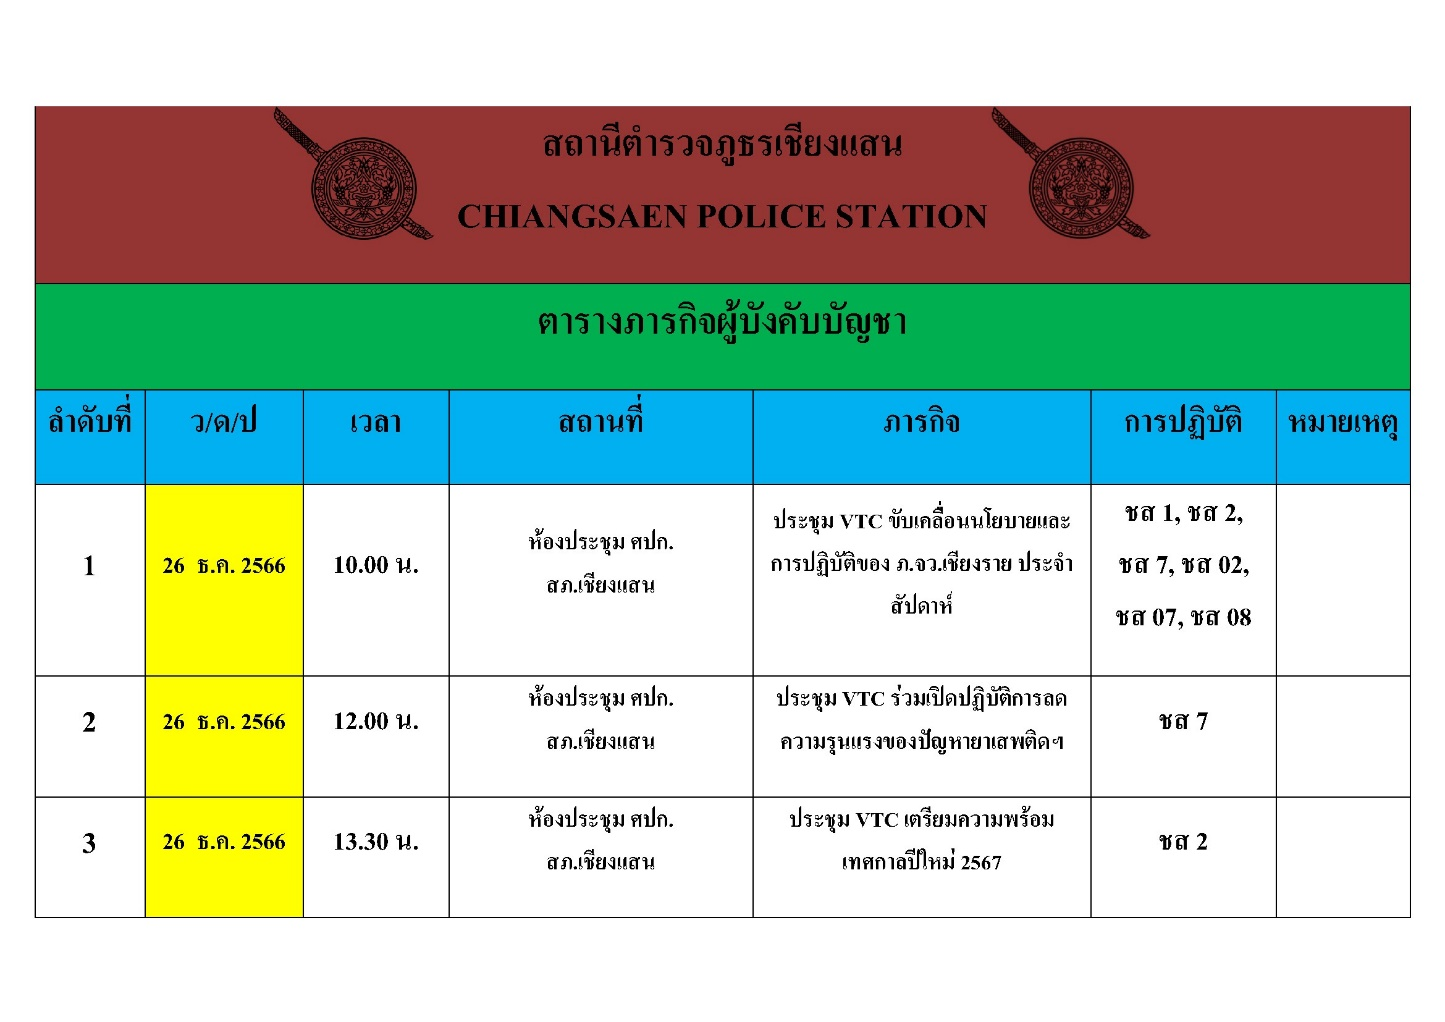 สถานีตำรวจภูธรเชียงแสน
CHIANGSAEN POLICE STATION
ตารางภารกิจผู้บังคับบัญชา
ลำดับที่ ว/ด/ป เวลา สถานที่ ภารกิจ การปฏิบัติ หมายเหตุ
1
26 ธ.ค. 2566
10.00 น.
ห้องประชุม ศปก.
สภ.เชียงแสน
ประชุม VTC ขับเคลื่อนนโยบายและ
การปฏิบัติของ ภ.จว.เชียงราย ประจำ
สัปดาห์
ชส 1, ชส 2,
ชส 7, ชส 02,
ชส 07, ชส 08
2
26 ธ.ค. 2566
12.00 น.
ห้องประชุม ศปก.
สภ.เชียงแสน
ประชุม VTC ร่วมเปิดปฏิบัติการลด
ความรุนแรงของปัญหายาเสพติดฯ
ชส 7
3
26 ธ.ค. 2566
13.30 น.
ห้องประชุม ศปก.
สภ.เชียงแสน
ประชุม VTC เตรียมความพร้อม
เทศกาลปีใหม่ 2567
ชส 2